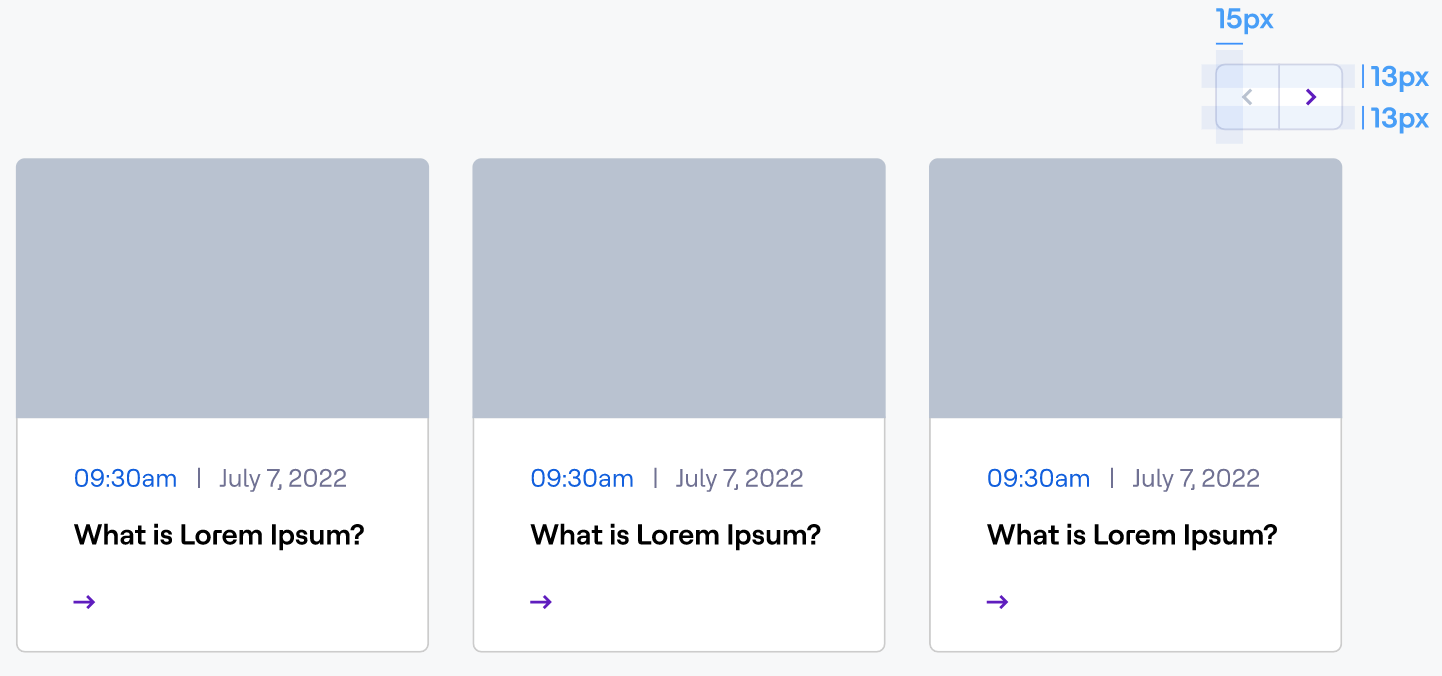 15px
13px
13px
09:30am | July 7, 2022
What is Lorem Ipsum?
→
09:30am | July 7, 2022
What is Lorem Ipsum?
→
09:30am | July 7, 2022
What is Lorem Ipsum?
→